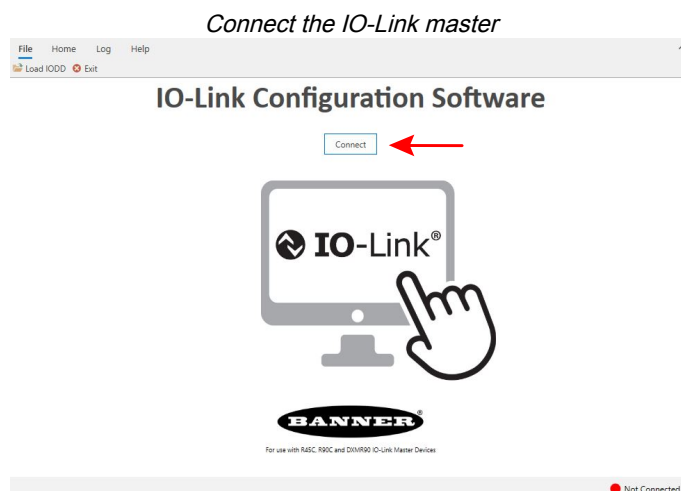 Connect the IO-Link master
File Home Log Help
Load IODD Exit
IO-Link Configuration Software
Connect
IO-Link®
BANNER®
For use with R45C, R90C and DXMR90 IO-Link Master Devices
Not Connected